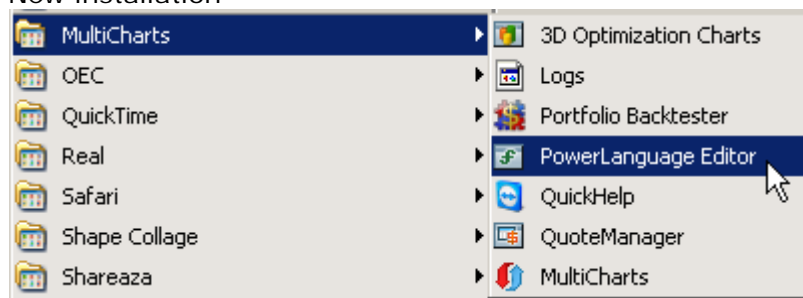 New Installation
MultiCharts
OEC
QuickTime
Real
Safari
Shape Collage
Shareaza
3D Optimization Charts
Logs
Portfolio Backtester
PowerLanguage Editor
QuickHelp
QuoteManager
MultiCharts